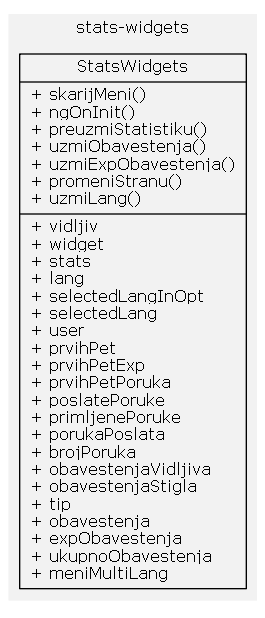 stats-widgets
StatsWidgets
+ skarijMeni()
+ ngOnInit()
+ preuzmiStatistiku()
+ uzmiObavestenja()
+ uzmiExpObavestenja()
+ promeniStranu()
+ uzmiLang()
+ vidljiv
+ widget
+ stats
+ lang
+ selectedLangInOpt
+ selectedLang
+ user
+ prvihPet
+ prvihPetExp
+ prvihPetPoruka
+ poslatePoruke
+ primljenePoruke
+ porukaPoslata
+ brojPoruka
+ obavestenjaVidljiva
+ obavestenjaStigla
+ tip
+ obavestenja
+ expObavestenja
+ ukupnoObavestenja
+ meniMultiLang